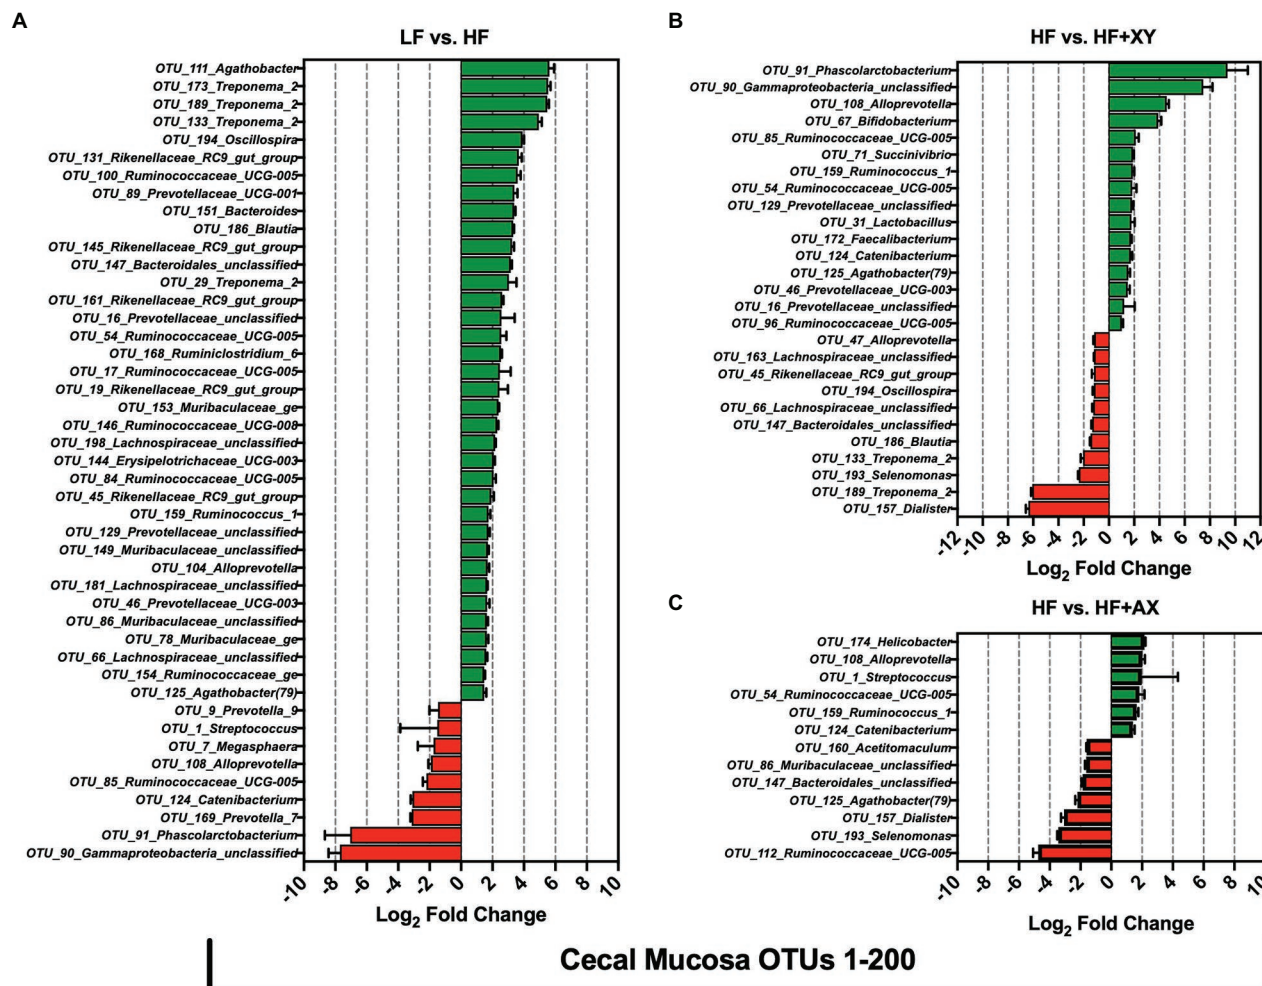 A
LF vs. HF
OTU_111_Agathobacter
OTU_173_Treponema_2
OTU_189_Treponema_2
OTU_133_Treponema_2
OTU_194_Oscillospira
OTU_131_Rikenellaceae_RC9_gut_group
OTU_100_Ruminococcaceae_UCG-005
OTU_89_Prevotellaceae_UCG-001
OTU_151_Bacteroides
OTU_186_Blautia
OTU_145_Rikenellaceae_RC9_gut_group
OTU_147_Bacteroidales_unclassified
OTU_29_Treponema_2
OTU_161_Rikenellaceae_RC9_gut_group
OTU_16_Prevotellaceae_unclassified
OTU_54_Ruminococcaceae_UCG-005
OTU_168_Ruminiclostridium_6
OTU_17_Ruminococcaceae_UCG-005
OTU_19_Rikenellaceae_RC9_gut_group
OTU_153_Muribaculaceae_ge
OTU_146_Ruminococcaceae_UCG-008
OTU_198_Lachnospiraceae_unclassified
OTU_144_Erysipelotrichaceae_UCG-003
OTU_84_Ruminococcaceae_UCG-005
OTU_45_Rikenellaceae_RC9_gut_group
OTU_159_Ruminococcus_1
OTU_129_Prevotellaceae_unclassified
OTU_149_Muribaculaceae_unclassified
OTU_104_Alloprevotella
OTU_181_Lachnospiraceae_unclassified
OTU_46_Prevotellaceae_UCG-003
OTU_86_Muribaculaceae_unclassified
OTU_78_Muribaculaceae_ge
OTU_66_Lachnospiraceae_unclassified
OTU_154_Ruminococcaceae_ge
OTU_125_Agathobacter(79)
OTU_9_Prevotella_9
OTU_1_Streptococcus
OTU_7_Megasphaera
OTU_108_Alloprevotella
OTU_85_Ruminococcaceae_UCG-005
OTU_124_Catenibacterium
OTU_169_Prevotella_7
OTU_91_Phascolarctobacterium
OTU_90_Gammaproteobacteria_unclassified
-10 -8 -6 -4 -2 0 2 4 6 8 10
Log2 Fold Change
B
HF vs. HF+XY
OTU_91_Phascolarctobacterium
OTU_90_Gammaproteobacteria_unclassified
OTU_108_Alloprevotella
OTU_67_Bifidobacterium
OTU_85_Ruminococcaceae_UCG-005
OTU_71_Succinivibrio
OTU_159_Ruminococcus_1
OTU_54_Ruminococcaceae_UCG-005
OTU_129_Prevotellaceae_unclassified
OTU_31_Lactobacillus
OTU_172_Faecalibacterium
OTU_124_Catenibacterium
OTU_125_Agathobacter(79)
OTU_46_Prevotellaceae_UCG-003
OTU_16_Prevotellaceae_unclassified
OTU_96_Ruminococcaceae_UCG-005
OTU_47_Alloprevotella
OTU_163_Lachnospiraceae_unclassified
OTU_45_Rikenellaceae_RC9_gut_group
OTU_194_Oscillospira
OTU_66_Lachnospiraceae_unclassified
OTU_147_Bacteroidales_unclassified
OTU_186_Blautia
OTU_133_Treponema_2
OTU_193_Selenomonas
OTU_189_Treponema_2
OTU_157_Dialister
-12 -10 -8 -6 -4 -2 0 2 4 6 8 10 12
Log2 Fold Change
C
HF vs. HF+AX
OTU_174_Helicobacter
OTU_108_Alloprevotella
OTU_1_Streptococcus
OTU_54_Ruminococcaceae_UCG-005
OTU_159_Ruminococcus_1
OTU_124_Catenibacterium
OTU_160_Acetitomaculum
OTU_86_Muribaculaceae_unclassified
OTU_147_Bacteroidales_unclassified
OTU_125_Agathobacter(79)
OTU_157_Dialister
OTU_193_Selenomonas
OTU_112_Ruminococcaceae_UCG-005
-10 -8 -6 -4 -2 0 2 4 6 8 10
Log2 Fold Change
Cecal Mucosa OTUs 1-200